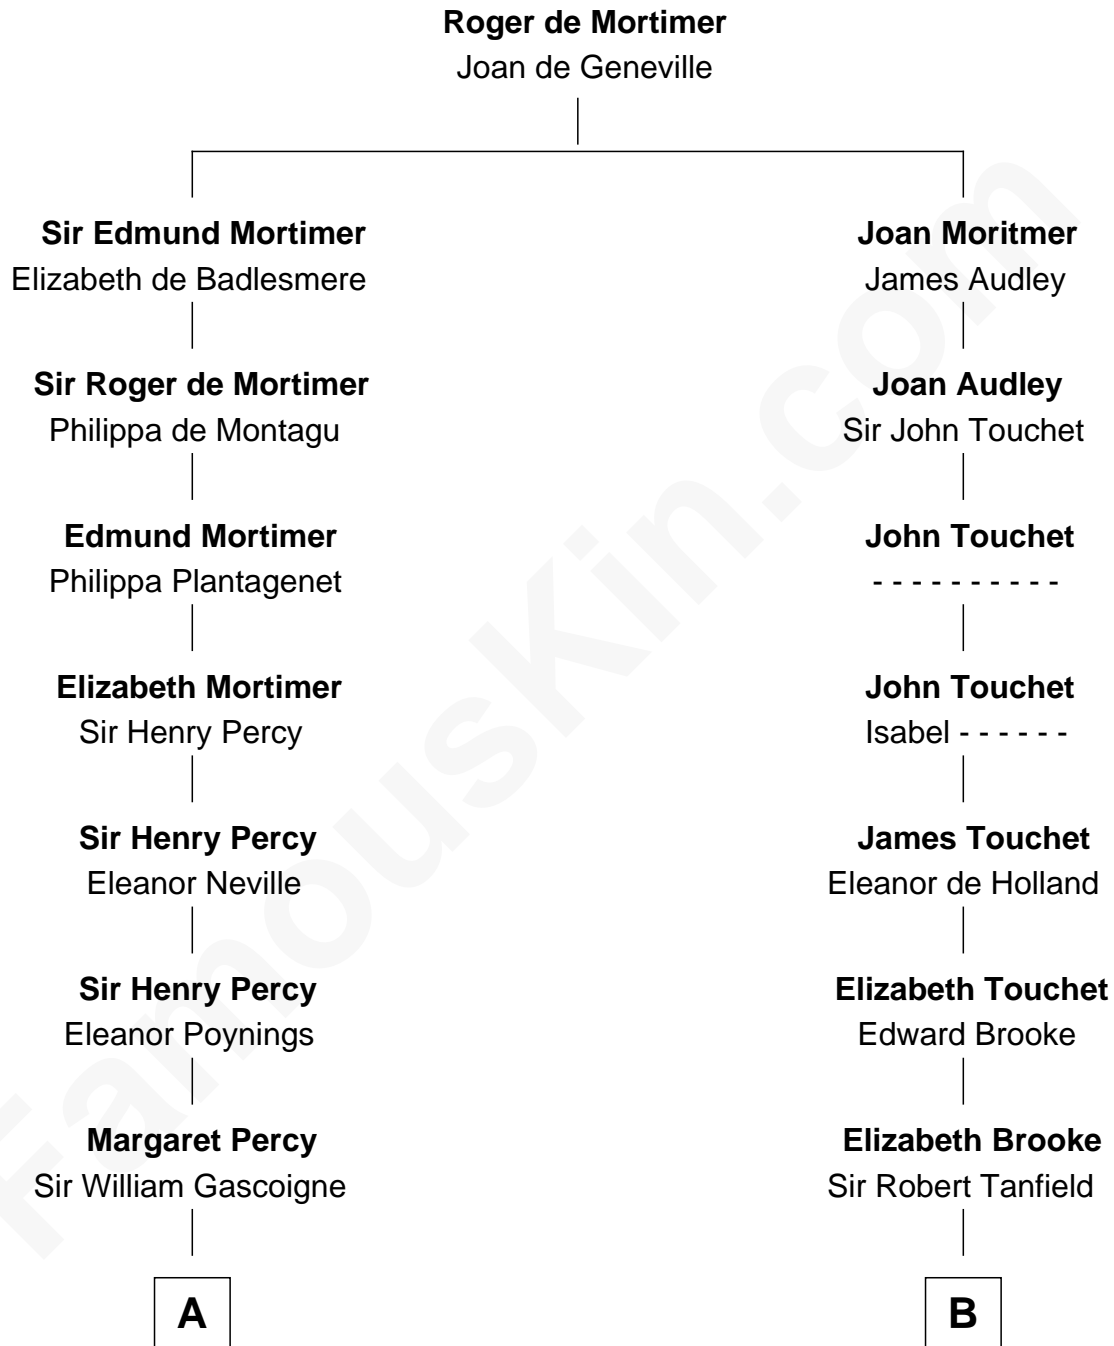 Roger de Mortimer
Joan de Geneville
Sir Edmund Mortimer
Elizabeth de Badlesmere
Sir Roger de Mortimer
Philippa de Montagu
Edmund Mortimer
Philippa Plantagenet
Elizabeth Mortimer
Sir Henry Percy
Sir Henry Percy
Eleanor Neville
Sir Henry Percy
Eleanor Poynings
Margaret Percy
Sir William Gascoigne
A
Joan Moritmer
James Audley
Joan Audley
Sir John Touchet
John Touchet
- - - - - - - - - -
John Touchet
Isabel - - - - - -
James Touchet
Eleanor de Holland
Elizabeth Touchet
Edward Brooke
Elizabeth Brooke
Sir Robert Tanfield
B
FamousKin.com